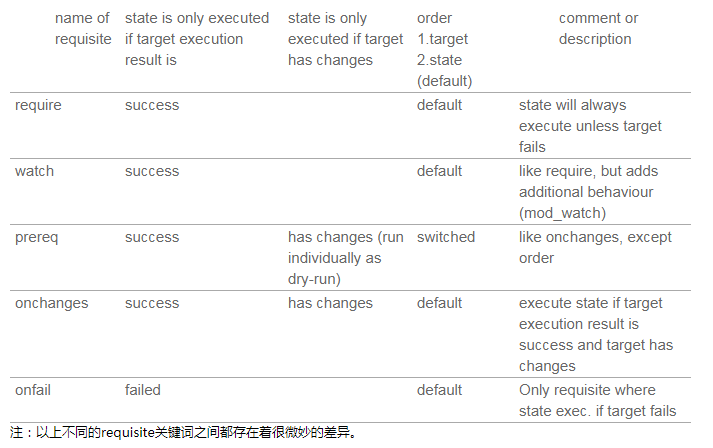 name of requisite | state is only executed if target execution result is | state is only executed if target has changes | order 1.target 2.state (default) | comment or description
require | success | | default | state will always execute unless target fails
watch | success | | default | like require, but adds additional behaviour (mod_watch)
prereq | success | has changes (run individually as dry-run) | switched | like onchanges, except order
onchanges | success | has changes | default | execute state if target execution result is success and target has changes
onfail | failed | | default | Only requisite where state exec. if target fails
注：以上不同的requisite关键词之间都存在着很微妙的差异。